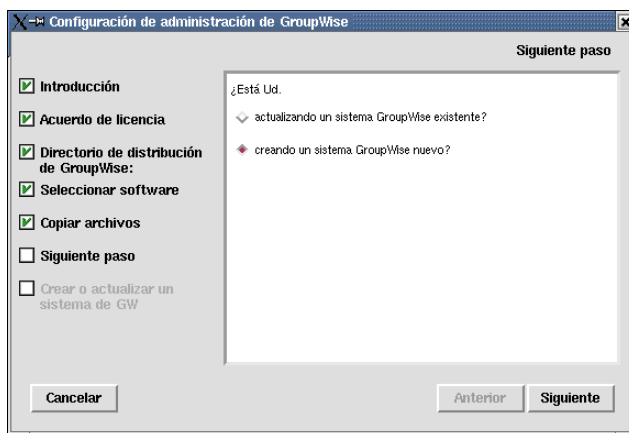 Configuración de administración de GroupWise
Siguiente paso
Introducción
Acuerdo de licencia
Directorio de distribución
de GroupWise:
Seleccionar software
Copiar archivos
Siguiente paso
Crear o actualizar un
sistema de GW
¿Está Ud.
actualizando un sistema GroupWise existente?
creando un sistema GroupWise nuevo?
Cancelar
Anterior
Siguiente